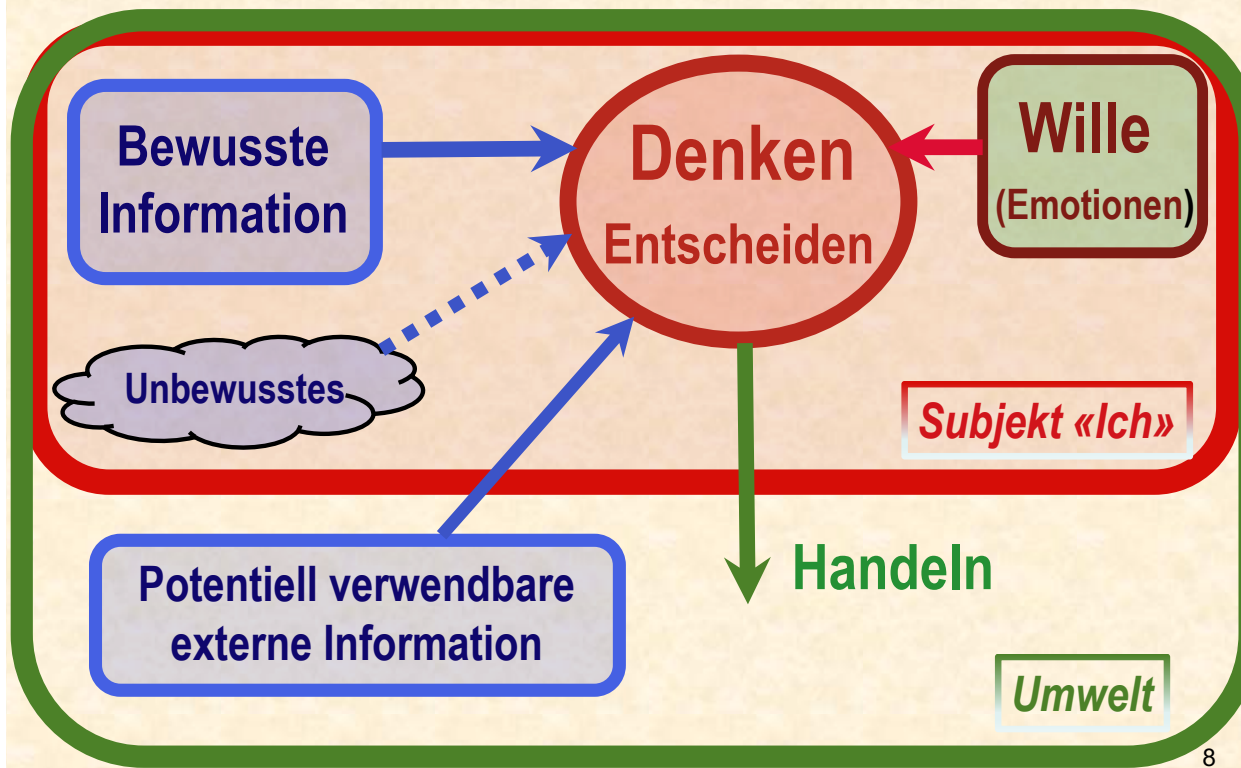 Bewusste
Information
Denken
Entscheiden
Wille
(Emotionen)
Unbewusstes
Subjekt «Ich»
Potentiell verwendbare
externe Information
Handeln
Umwelt
8